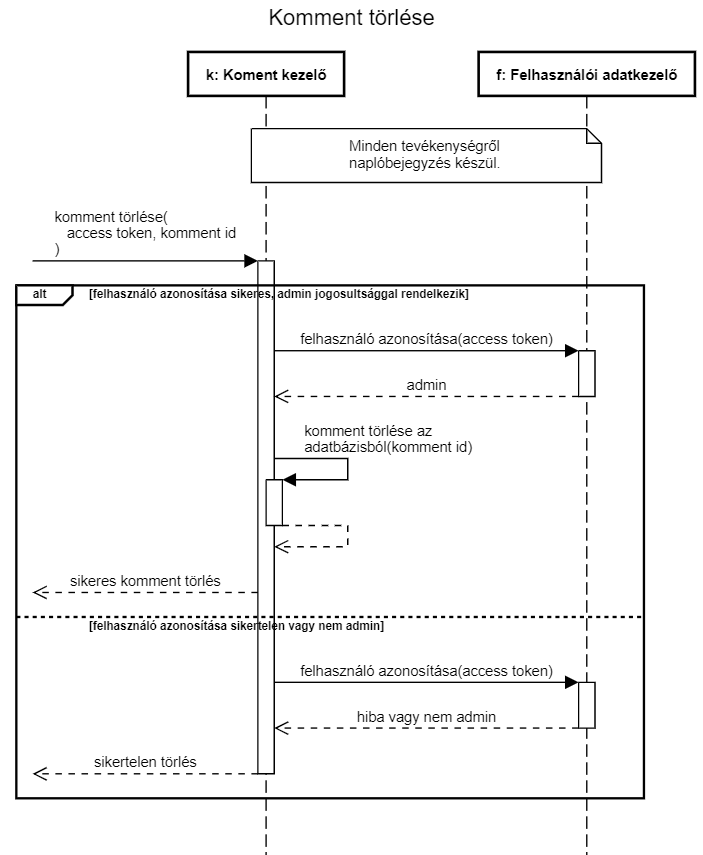 Komment törlése
k: Koment kezelő
f: Felhasználói adatkezelő
Minden tevékenységről
naplóbejegyzés készül.
komment törlése(
access token, komment id
)
alt
[felhasználó azonosítása sikeres, admin jogosultsággal rendelkezik]
felhasználó azonosítása(access token)
admin
komment törlése az
adatbázisból(komment id)
sikeres komment törlés
[felhasználó azonosítása sikertelen vagy nem admin]
felhasználó azonosítása(access token)
hiba vagy nem admin
sikertelen törlés